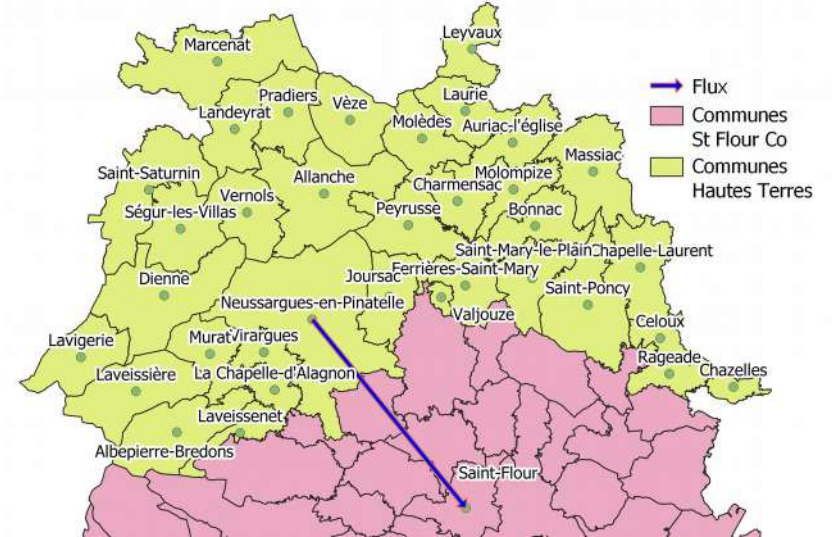 Leyvaux
Marcenat
Flux
Pradiers
Vèze
Laurie
Landeyrat
Molèdes
Auriac-l'église
Communes
St Flour Co
Massiac
Communes
Hautes Terres
Saint-Saturnin
Allanche
Molompize
Charmensac
Vernols
Ségur-les-Villas
Peyrusse
Bonnac
Saint-Mary-le-Plain
Chapelle-Laurent
Dienne
Joursac
Ferrières-Saint-Mary
Saint-Poncy
Neussargues-en-Pinatelle
Valjouze
Celoux
Lavigerie
Murat
Virargues
Rageade
Chazelles
Laveissière
La Chapelle-d'Alagnon
Laveissenet
Albepierre-Bredons
Saint-Flour